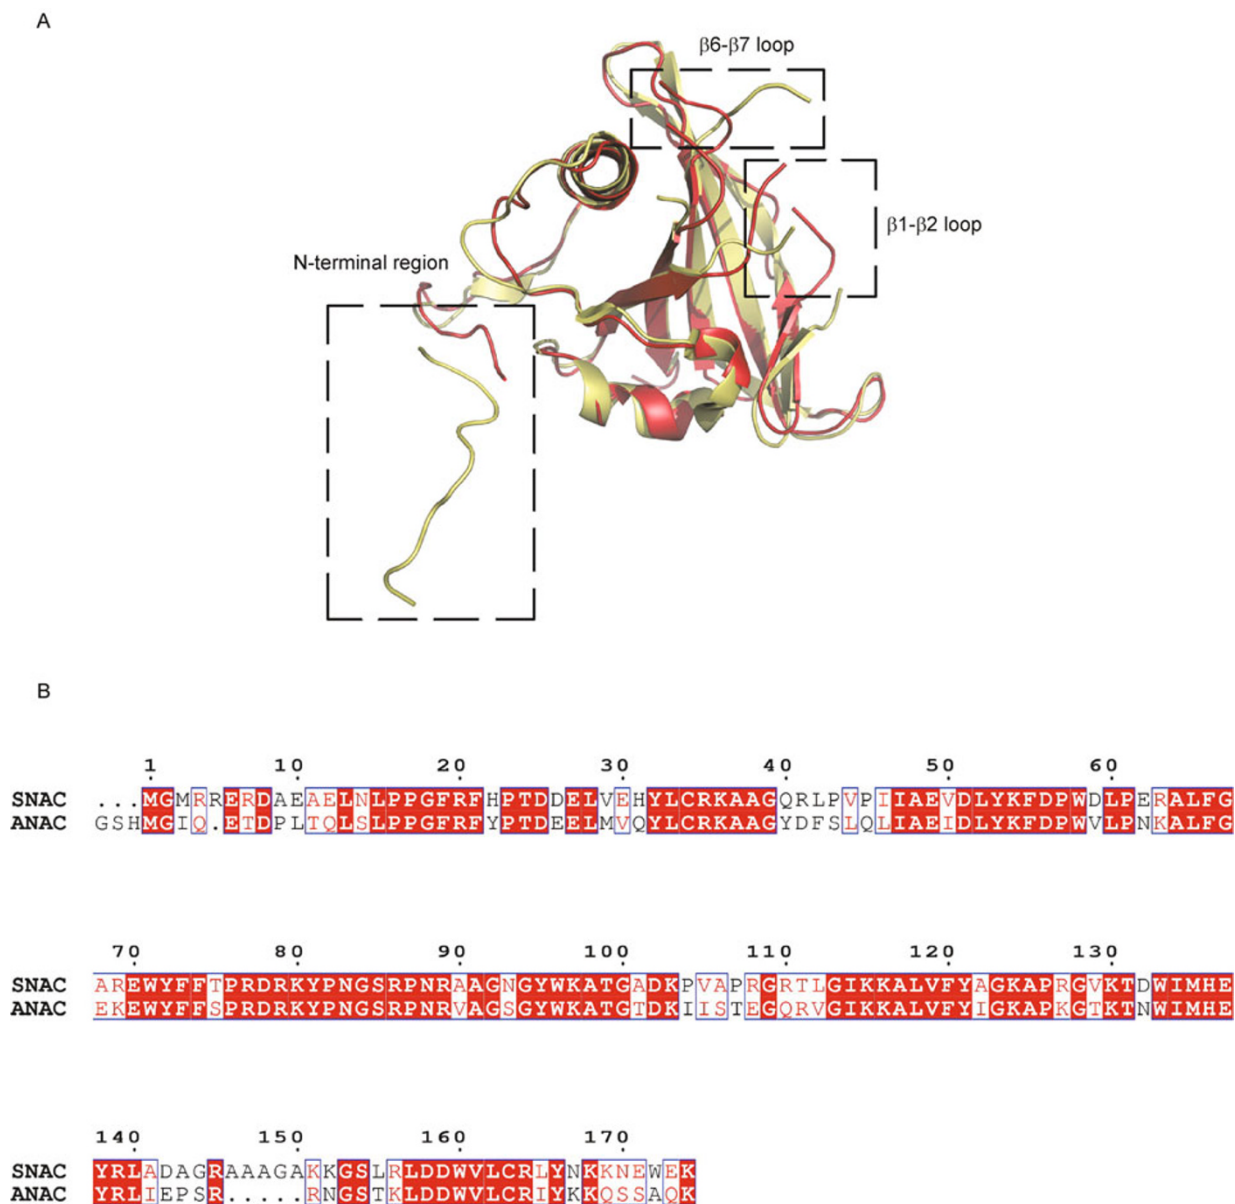 A
β6-β7 loop
β1-β2 loop
N-terminal region
B
1 10 20 30 40 50 60
SNAC ...MGMRRERDAEAELNLPPGFRFHPTDDELVEHYLCRKAAGQRLPVPIIAEVDLYKFDPWDLPERALFG
ANAC GSHMGIQ.ETDPLTQLSLPPGFRFYPTDEELMVQYLCRKAAGYDFSLQLIAEIDLYKFDPWVLPNKALFG
70 80 90 100 110 120 130
SNAC AREWYFFTPRDRKYPNGSRPNRAAGNGYWKATGADKPVAPRGRTLGIKKALVFYAGKAPRGVKTDWIMHE
ANAC EKEWYFFSPRDRKYPNGSRPNRVAGSGYWKATGTDKIISTEGQRVGIKKALVFYIGKAPKGTKTNWIMHE
140 150 160 170
SNAC YRLADAGRAAAGAKKGSLRLDDWVLCRLYNKKNEWEK
ANAC YRLIEPSR.....RNGSTKLDDWVLCRIYKKQSSAQK